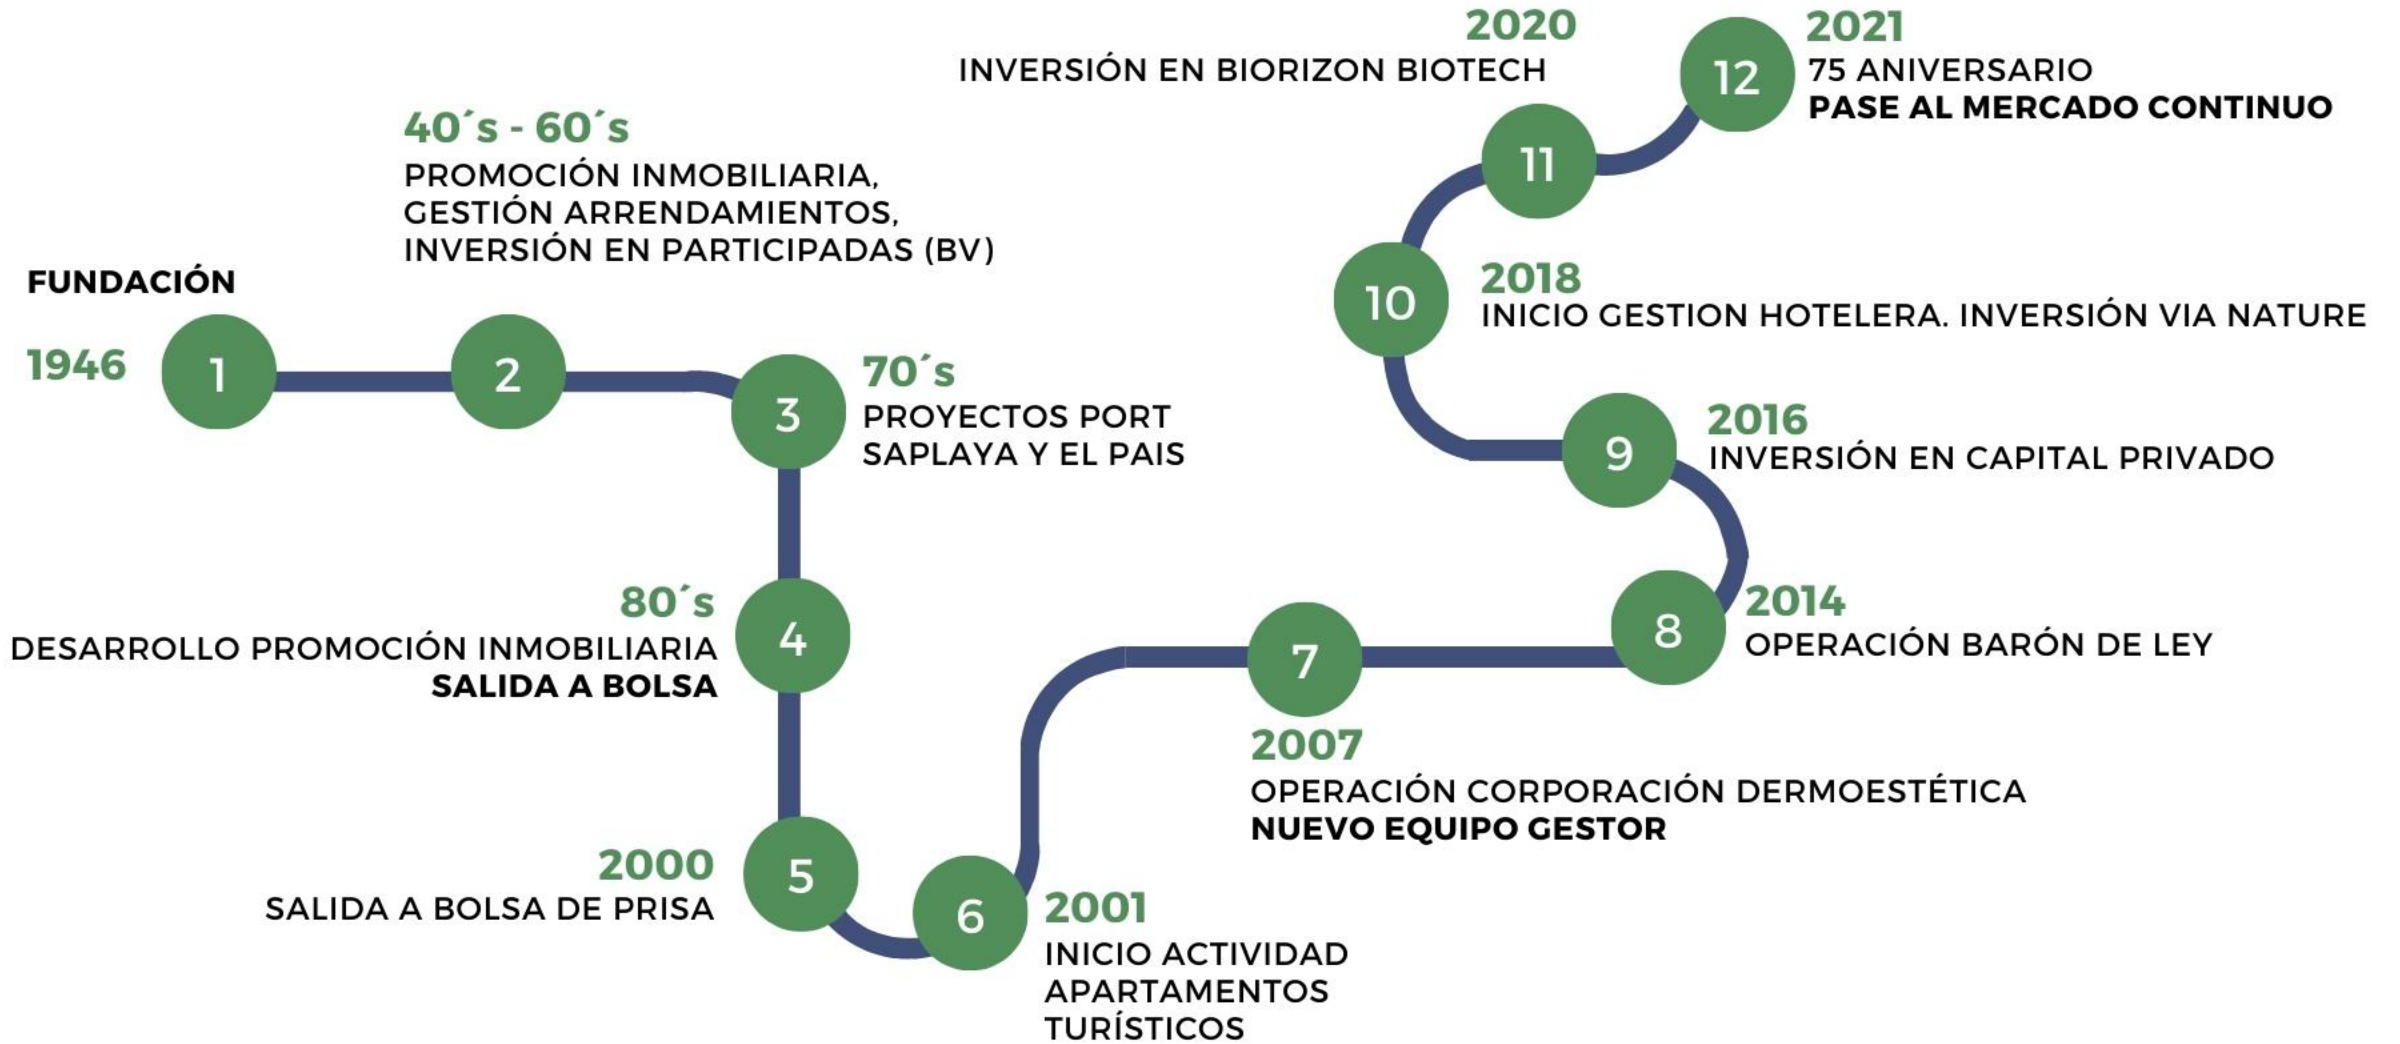 FUNDACIÓN
1946
1
40´s - 60´s
PROMOCIÓN INMOBILIARIA,
GESTIÓN ARRENDAMIENTOS,
INVERSIÓN EN PARTICIPADAS (BV)
2
3
70´s
PROYECTOS PORT
SAPLAYA Y EL PAIS
80´s
DESARROLLO PROMOCIÓN INMOBILIARIA
SALIDA A BOLSA
4
2000
SALIDA A BOLSA DE PRISA
5
6
2001
INICIO ACTIVIDAD
APARTAMENTOS
TURÍSTICOS
7
2007
OPERACIÓN CORPORACIÓN DERMOESTÉTICA
NUEVO EQUIPO GESTOR
8
2014
OPERACIÓN BARÓN DE LEY
9
2016
INVERSIÓN EN CAPITAL PRIVADO
10
2018
INICIO GESTION HOTELERA. INVERSIÓN VIA NATURE
2020
INVERSIÓN EN BIORIZON BIOTECH
11
12
2021
75 ANIVERSARIO
PASE AL MERCADO CONTINUO